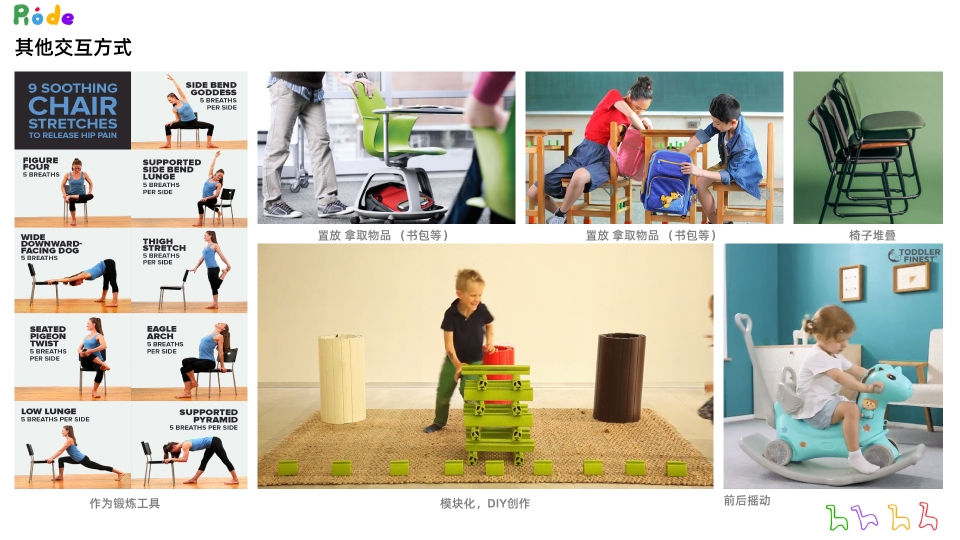 Ride
其他交互方式
9 SOOTHING
CHAIR
STRETCHES
TO RELEASE HIP PAIN
SIDE BEND
GODDESS
5 BREATHS
PER SIDE
FIGURE
FOUR
5 BREATHS
SUPPORTED
SIDE BEND
LUNGE
5 BREATHS
PER SIDE
WIDE
DOWNWARD-
FACING DOG
5 BREATHS
THIGH
STRETCH
5 BREATHS
PER SIDE
SEATED
PIGEON
TWIST
5 BREATHS
PER SIDE
EAGLE
ARCH
5 BREATHS
PER SIDE
LOW LUNGE
5 BREATHS PER SIDE
SUPPORTED
PYRAMID
5 BREATHS PER SIDE
作为锻炼工具
置放 拿取物品 （书包等）
置放 拿取物品 （书包等）
椅子堆叠
模块化，DIY创作
TODDLER
FINEST
前后摇动